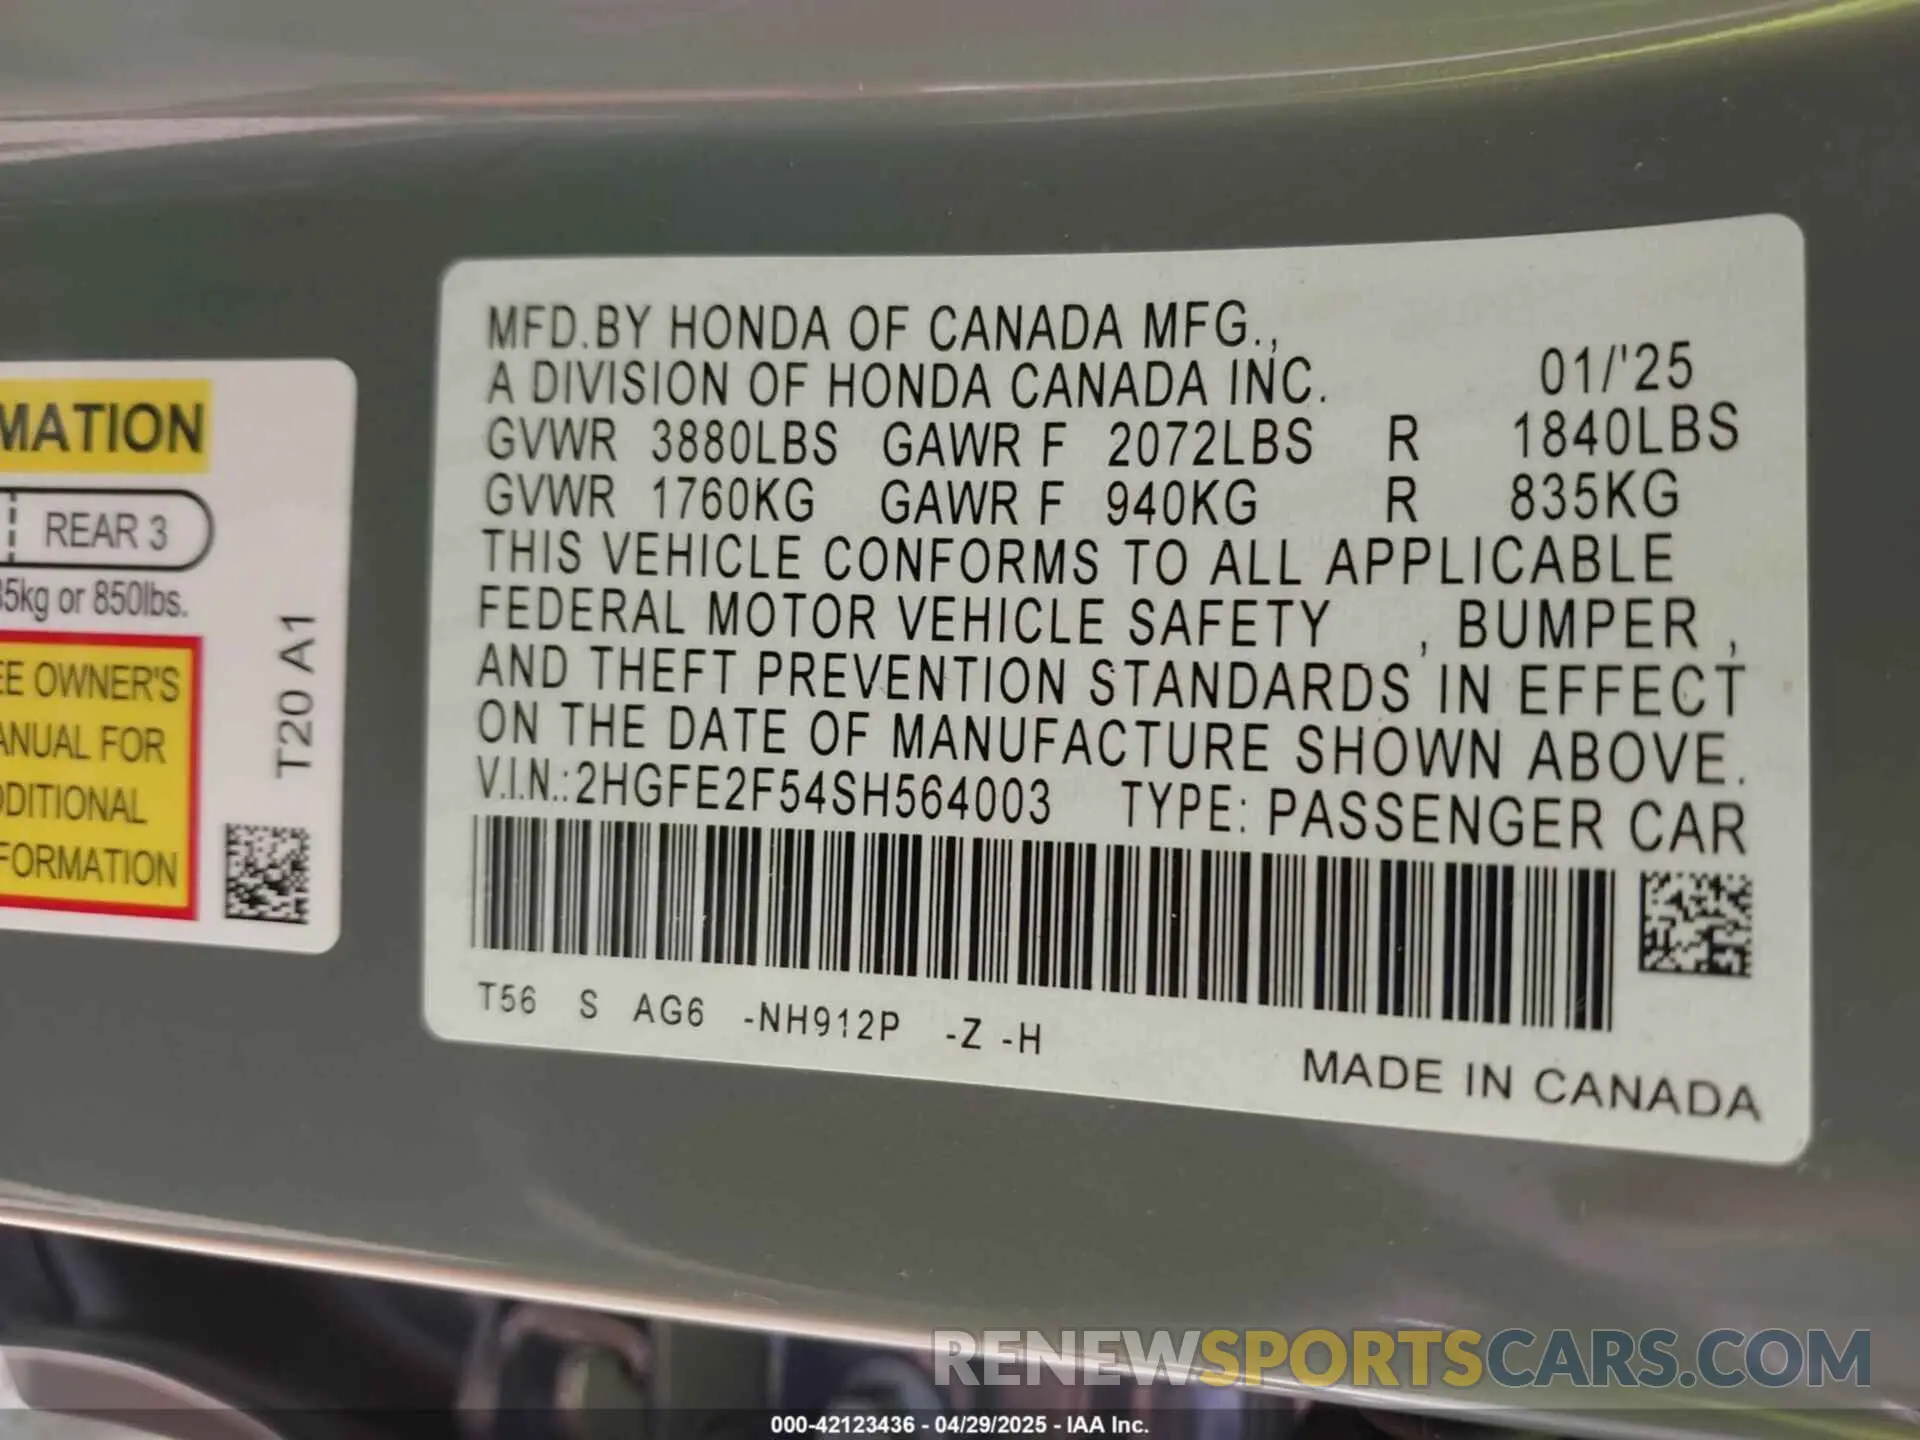 MATION
REAR 3
35kg or 850lbs.
EE OWNER'S
ANUAL FOR
DDITIONAL
FORMATION
T20 A1
MFD.BY HONDA OF CANADA MFG.,
A DIVISION OF HONDA CANADA INC. 01/'25
GVWR 3880LBS GAWR F 2072LBS R 1840LBS
GVWR 1760KG GAWR F 940KG R 835KG
THIS VEHICLE CONFORMS TO ALL APPLICABLE
FEDERAL MOTOR VEHICLE SAFETY , BUMPER ,
AND THEFT PREVENTION STANDARDS IN EFFECT
ON THE DATE OF MANUFACTURE SHOWN ABOVE.
V.I.N.:2HGFE2F54SH564003 TYPE: PASSENGER CAR
T56 S AG6 -NH912P -Z -H
MADE IN CANADA
RENEWSPORTSCARS.COM
000-42123436 - 04/29/2025 - IAA Inc.